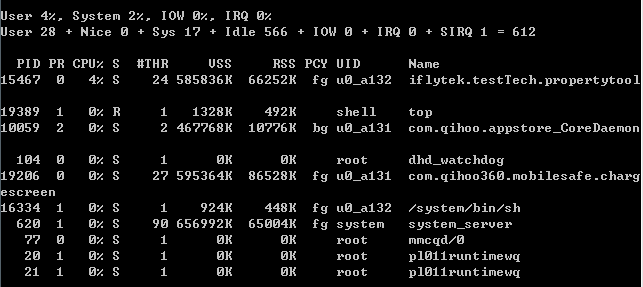 User 4%, System 2%, IOW 0%, IRQ 0%
User 28 + Nice 0 + Sys 17 + Idle 566 + IOW 0 + IRQ 0 + SIRQ 1 = 612
PID PR CPU% S #THR VSS RSS PCY UID Name
15467 0 4% S 24 585836K 66252K fg u0_a132 iflytek.testTech.propertytool
19389 1 0% R 1 1328K 492K shell top
10059 2 0% S 2 467768K 10776K bg u0_a131 com.qihoo.appstore_CoreDaemon
104 0 0% S 1 0K 0K root dhd_watchdog
19206 0 0% S 27 595364K 86528K fg u0_a131 com.qihoo360.mobilesafe.charg
escreen
16334 1 0% S 1 924K 448K fg u0_a132 /system/bin/sh
620 1 0% S 90 656992K 65004K fg system system_server
77 0 0% S 1 0K 0K root mmcqd/0
20 1 0% S 1 0K 0K root pl011runtimewq
21 1 0% S 1 0K 0K root pl011runtimewq